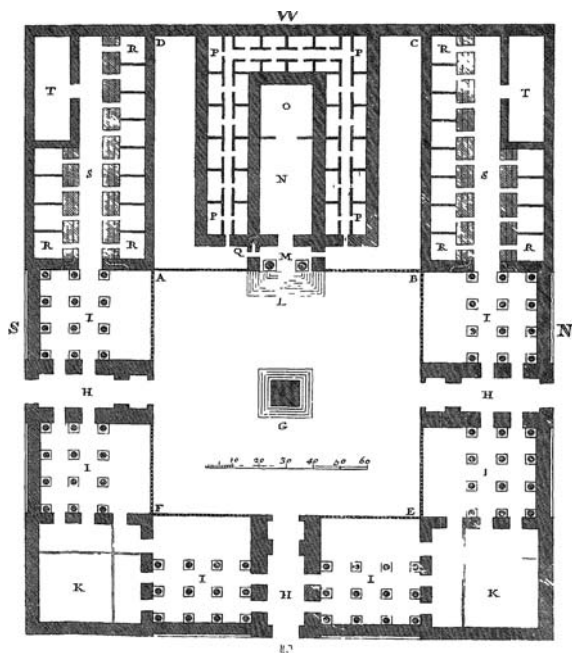 W
R D P P C R
T O T
S N S
P P
R R R R
Q M
A B
L
I I
S N
H H
G
10 20 30 40 50 60
I I
F E
I I
K H K